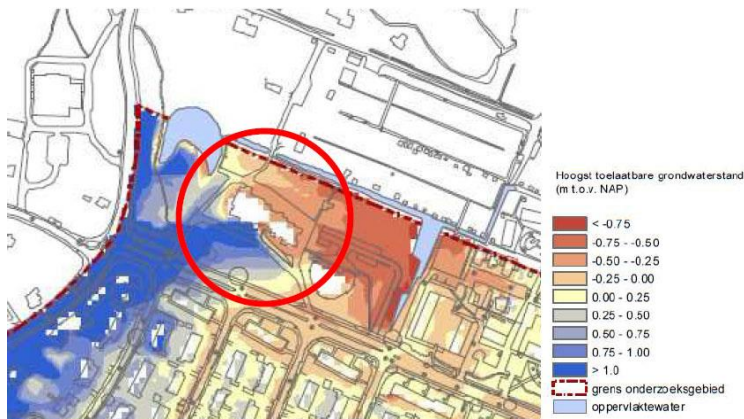 Hoogst toelaatbare grondwaterstand
(m t.o.v. NAP)
< -0.75
-0.75 - -0.50
-0.50 - -0.25
-0.25 - 0.00
0.00 - 0.25
0.25 - 0.50
0.50 - 0.75
0.75 - 1.00
> 1.0
grens onderzoeksgebied
oppervlaktewater